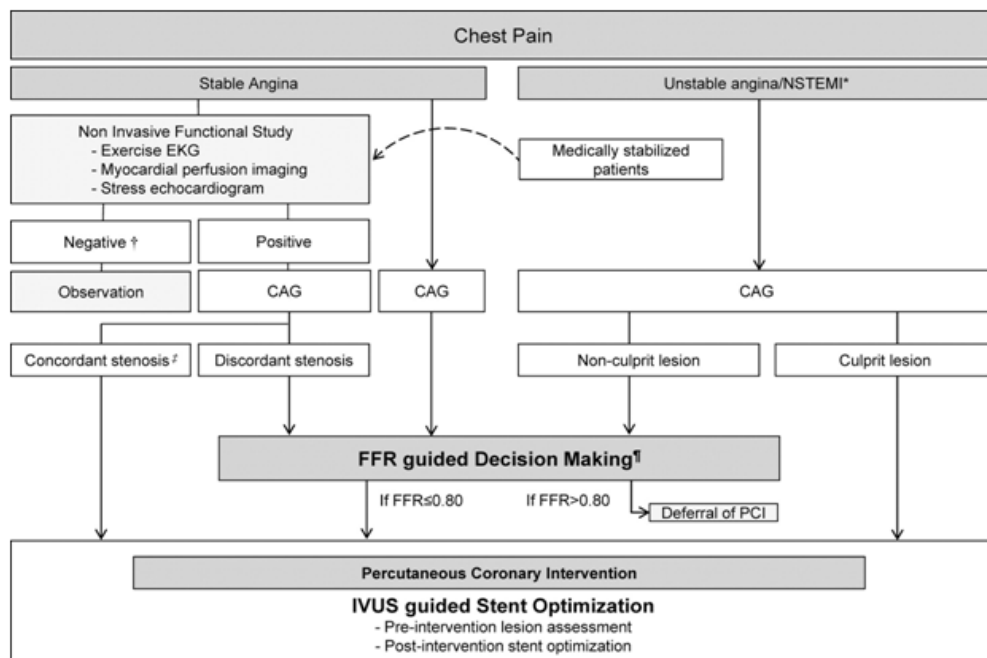 Chest Pain
Stable Angina
Unstable angina/NSTEMI*
Non Invasive Functional Study
- Exercise EKG
- Myocardial perfusion imaging
- Stress echocardiogram
Medically stabilized
patients
Negative †
Positive
Observation
CAG
CAG
CAG
Concordant stenosis ‡
Discordant stenosis
Non-culprit lesion
Culprit lesion
FFR guided Decision Making¶
If FFR≤0.80
If FFR>0.80
Deferral of PCI
Percutaneous Coronary Intervention
IVUS guided Stent Optimization
- Pre-intervention lesion assessment
- Post-intervention stent optimization